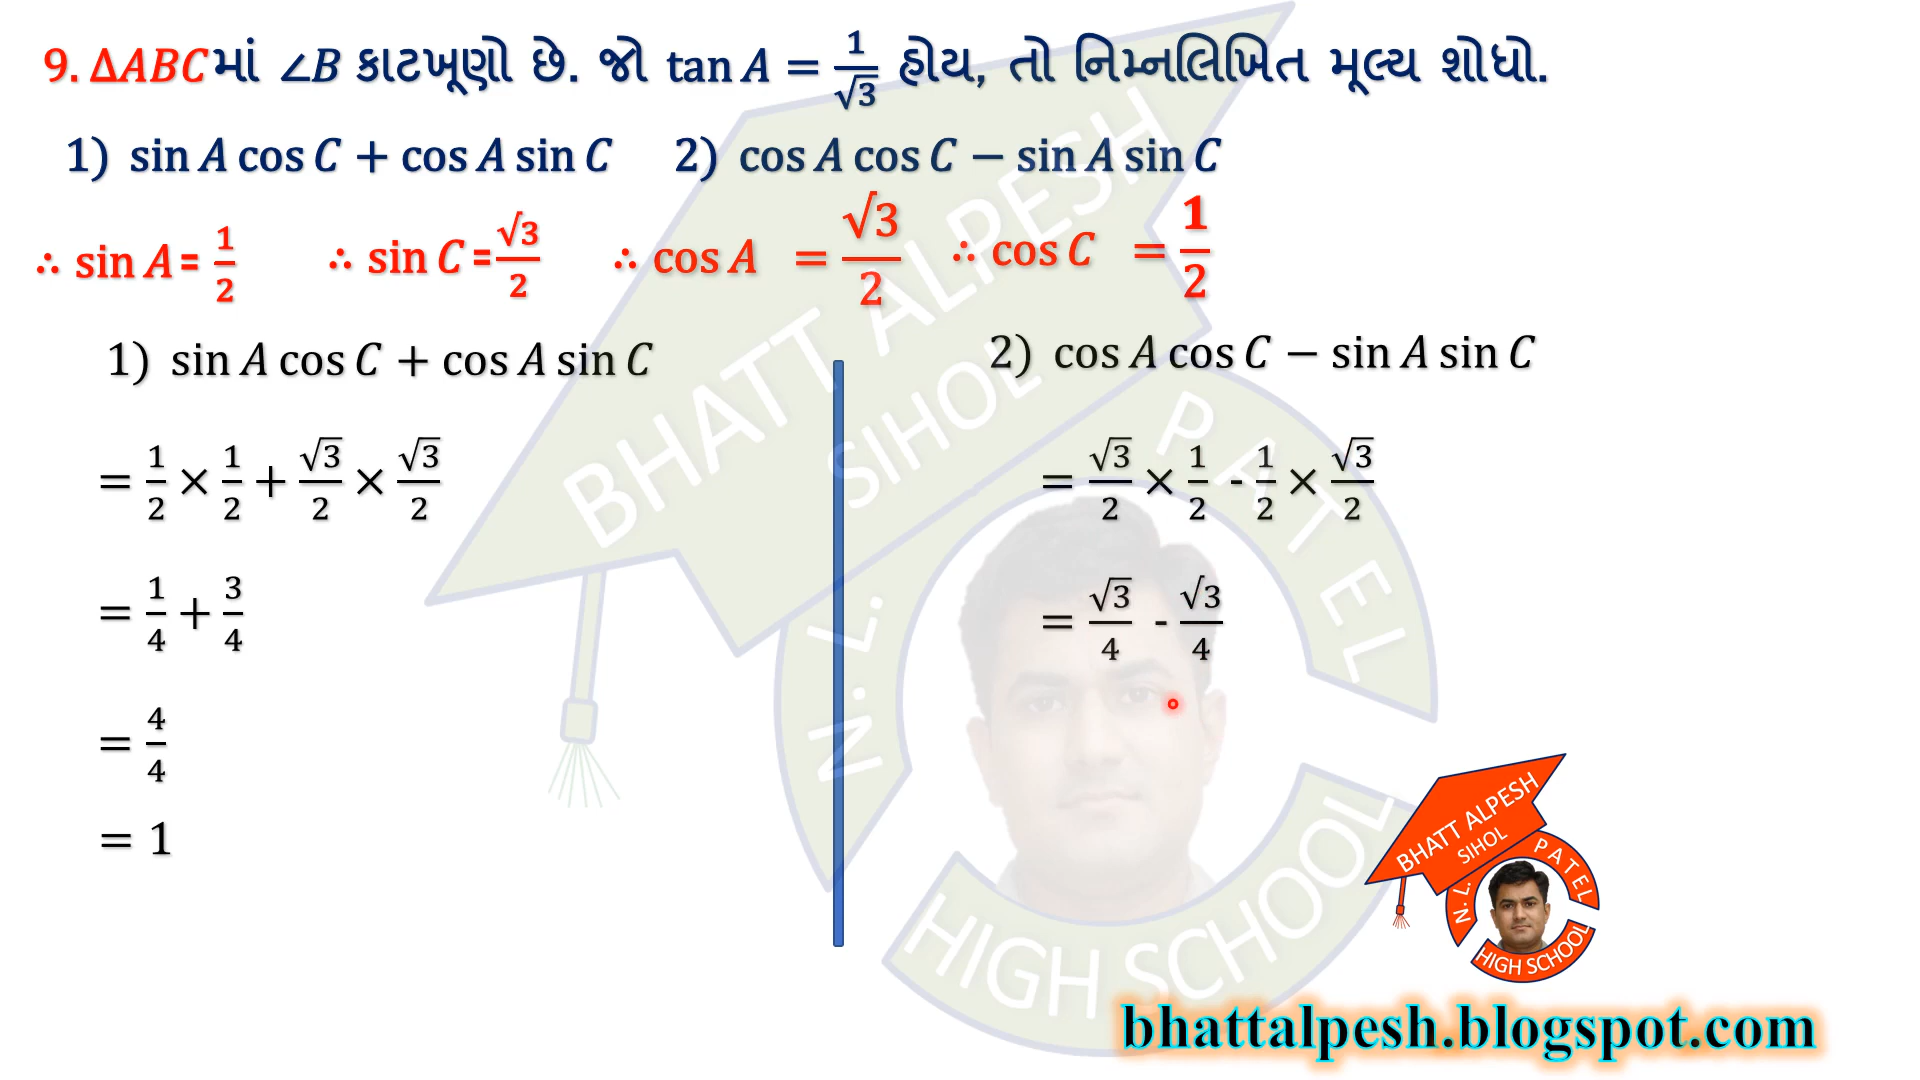 9. ΔABC માં ∠B કાટખૂણો છે. જો tan A = 1/√3 હોય, તો નિમ્નલિખિત મૂલ્ય શોધો.
1) sin A cos C + cos A sin C 2) cos A cos C − sin A sin C
∴ sin A = 1/2 ∴ sin C = √3/2 ∴ cos A = √3/2 ∴ cos C = 1/2
1) sin A cos C + cos A sin C
= 1/2 × 1/2 + √3/2 × √3/2
= 1/4 + 3/4
= 4/4
= 1
2) cos A cos C − sin A sin C
= √3/2 × 1/2 - 1/2 × √3/2
= √3/4 - √3/4
BHATT ALPESH
SIHOL
N. L. PATEL
HIGH SCHOOL
BHATT ALPESH
SIHOL
N. L. PATEL
HIGH SCHOOL
bhattalpesh.blogspot.com